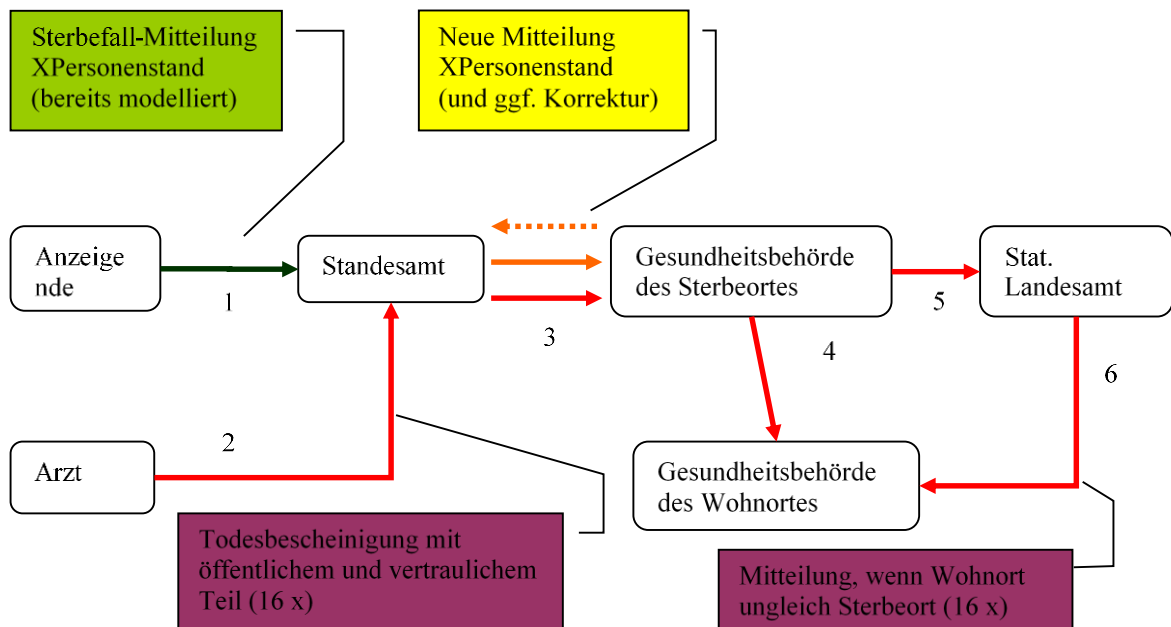 Sterbefall-Mitteilung
XPersonenstand
(bereits modelliert)
Neue Mitteilung
XPersonenstand
(und ggf. Korrektur)
Anzeige
nde
1
Standesamt
3
Gesundheitsbehörde
des Sterbeortes
5
Stat.
Landesamt
4
6
2
Arzt
Gesundheitsbehörde
des Wohnortes
Todesbescheinigung mit
öffentlichem und vertraulichem
Teil (16 x)
Mitteilung, wenn Wohnort
ungleich Sterbeort (16 x)